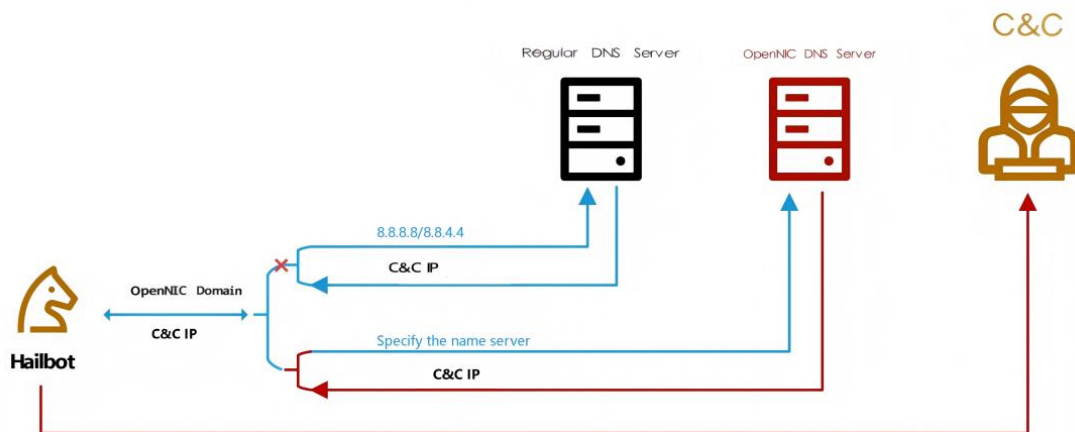 C&C
Regular DNS Server
OpenNIC DNS Server
8.8.8.8/8.8.4.4
C&C IP
OpenNIC Domain
C&C IP
Specify the name server
Hailbot
C&C IP